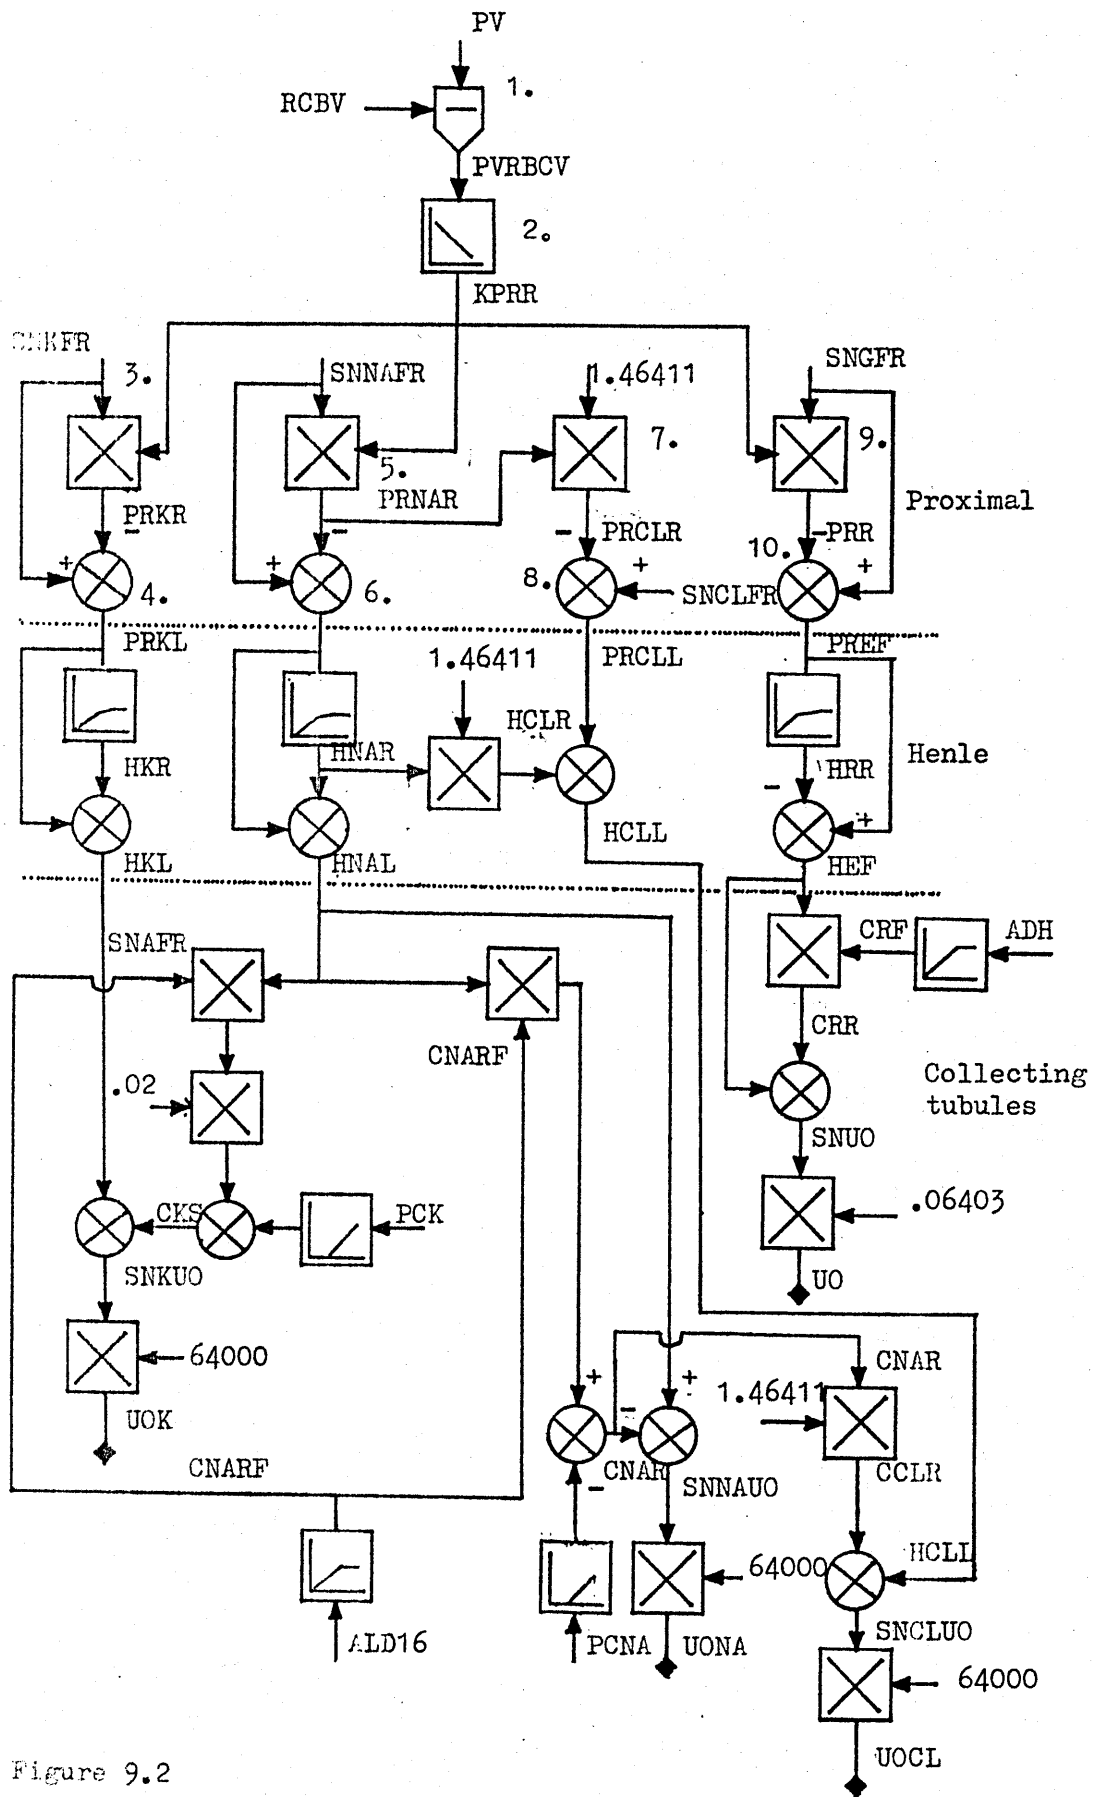 PV
1.
RCBV
PVRBCV
2.
KPRR
SNNAFR
1.46411
SNGFR
3.
5.
7.
9.
PRNAR
Proximal
PRKR
-
-
-
PRCLR
-
PRR
10.
+
+
+
+
4.
6.
8.
SNCLFR
PRKL
1.46411
PRCLL
PREF
HCLR
HNAR
HKR
HRR
Henle
-
+
HCLL
HKL
HNAL
HEF
SNAFR
CRF
ADH
CNARF
CRR
.02
Collecting
tubules
SNUO
CKS
PCK
.06403
SNKUO
UO
64000
CNAR
+
+
1.46411
-
UOK
CNARF
CNAR
CCLR
-
SNNAUO
64000
HCLL
ALD16
PCNA
UONA
SNCLUO
64000
UOCL
Figure 9.2